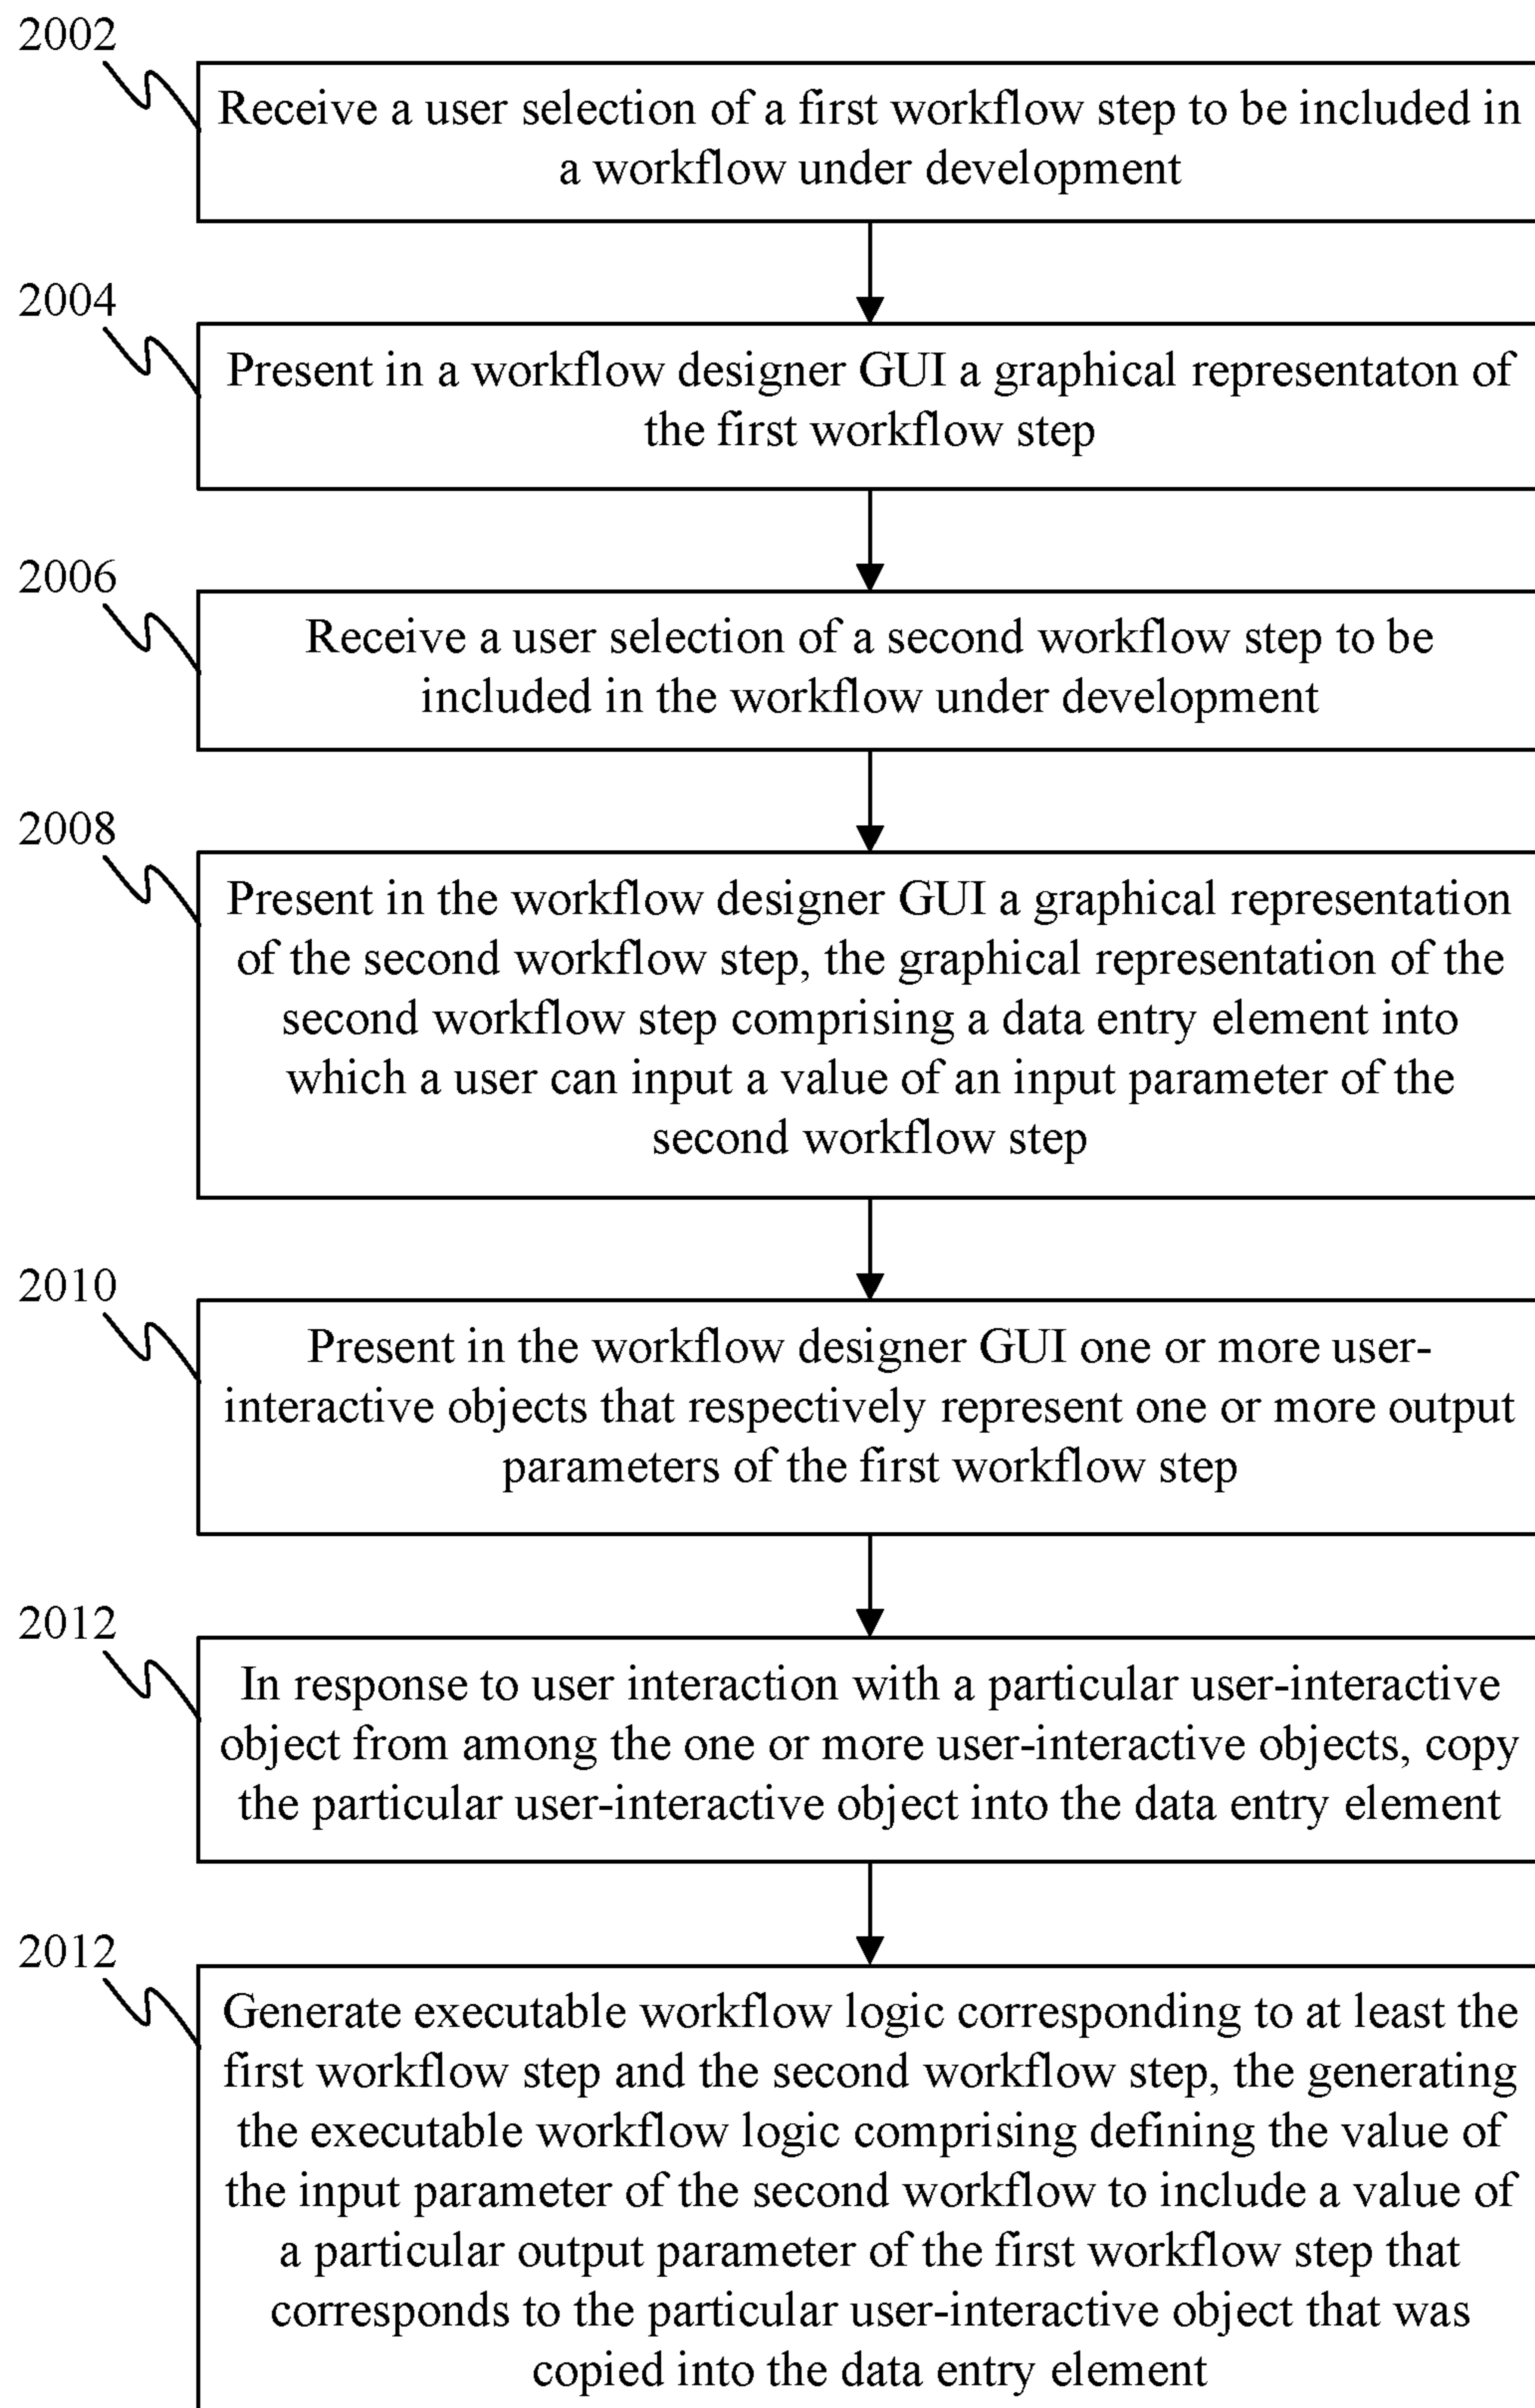 2002
Receive a user selection of a first workflow step to be included in
a workflow under development
2004
Present in a workflow designer GUI a graphical representaton of
the first workflow step
2006
Receive a user selection of a second workflow step to be
included in the workflow under development
2008
Present in the workflow designer GUI a graphical representation
of the second workflow step, the graphical representation of the
second workflow step comprising a data entry element into
which a user can input a value of an input parameter of the
second workflow step
2010
Present in the workflow designer GUI one or more user-
interactive objects that respectively represent one or more output
parameters of the first workflow step
2012
In response to user interaction with a particular user-interactive
object from among the one or more user-interactive objects, copy
the particular user-interactive object into the data entry element
2012
Generate executable workflow logic corresponding to at least the
first workflow step and the second workflow step, the generating
the executable workflow logic comprising defining the value of
the input parameter of the second workflow to include a value of
a particular output parameter of the first workflow step that
corresponds to the particular user-interactive object that was
copied into the data entry element